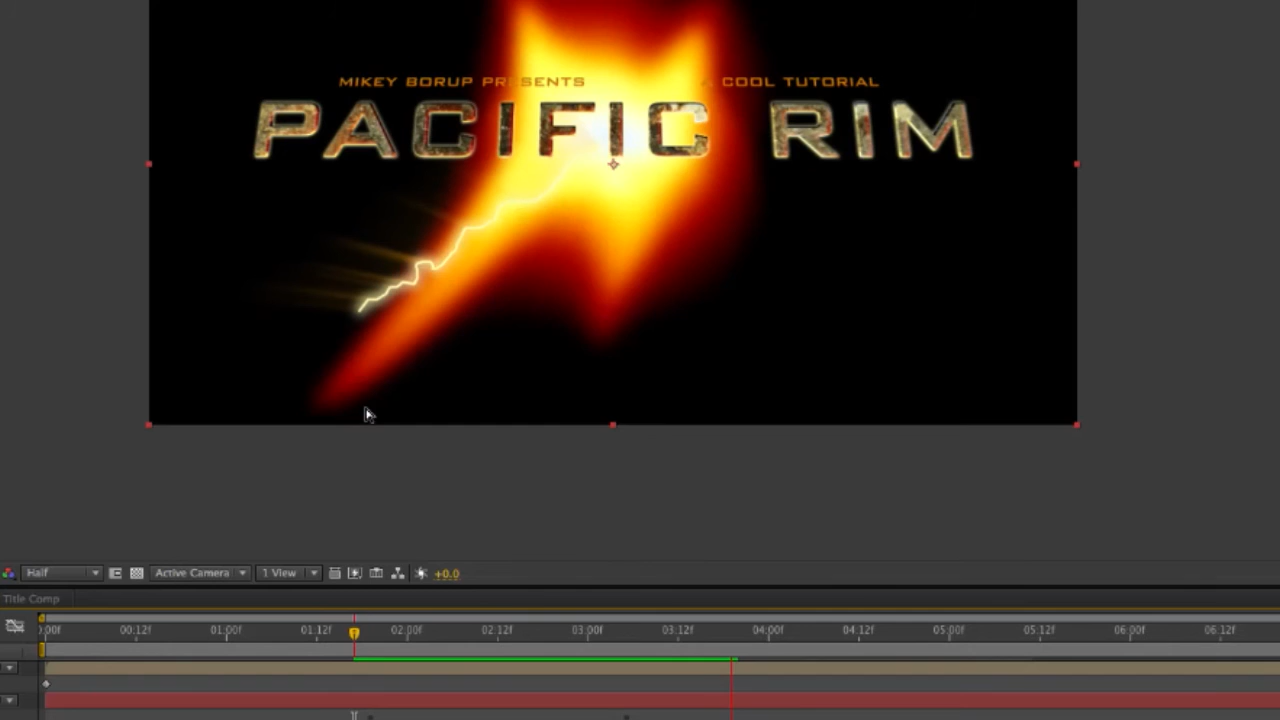 MIKEY BORUP PRESENTS A COOL TUTORIAL
PACIFIC RIM
Half Active Camera 1 View +0.0
Title Comp
):00f 00:12f 01:00f 01:12f 02:00f 02:12f 03:00f 03:12f 04:00f 04:12f 05:00f 05:12f 06:00f 06:12f